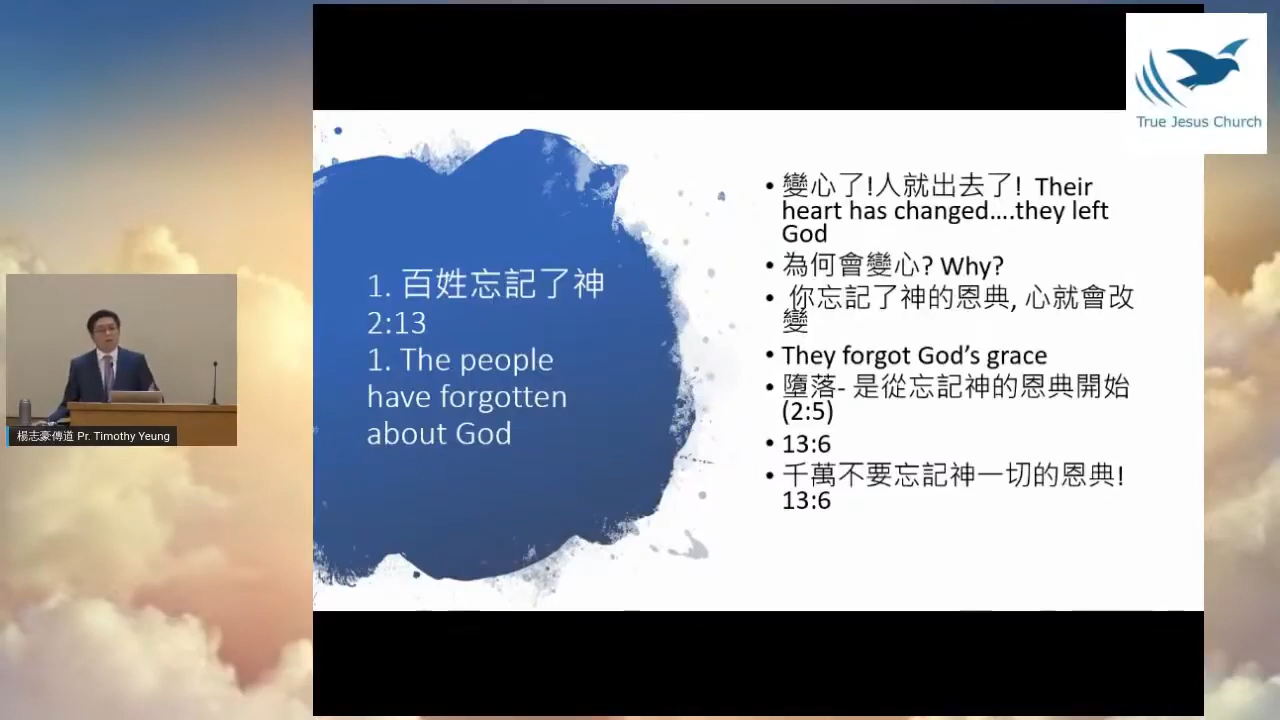 True Jesus Church
1. 百姓忘記了神
2:13
1. The people
have forgotten
about God
• 變心了!人就出去了! Their
heart has changed....they left
God
• 為何會變心? Why?
• 你忘記了神的恩典, 心就會改
變
• They forgot God's grace
• 墮落- 是從忘記神的恩典開始
(2:5)
• 13:6
• 千萬不要忘記神一切的恩典!
13:6
楊志豪傳道 Pr. Timothy Yeung